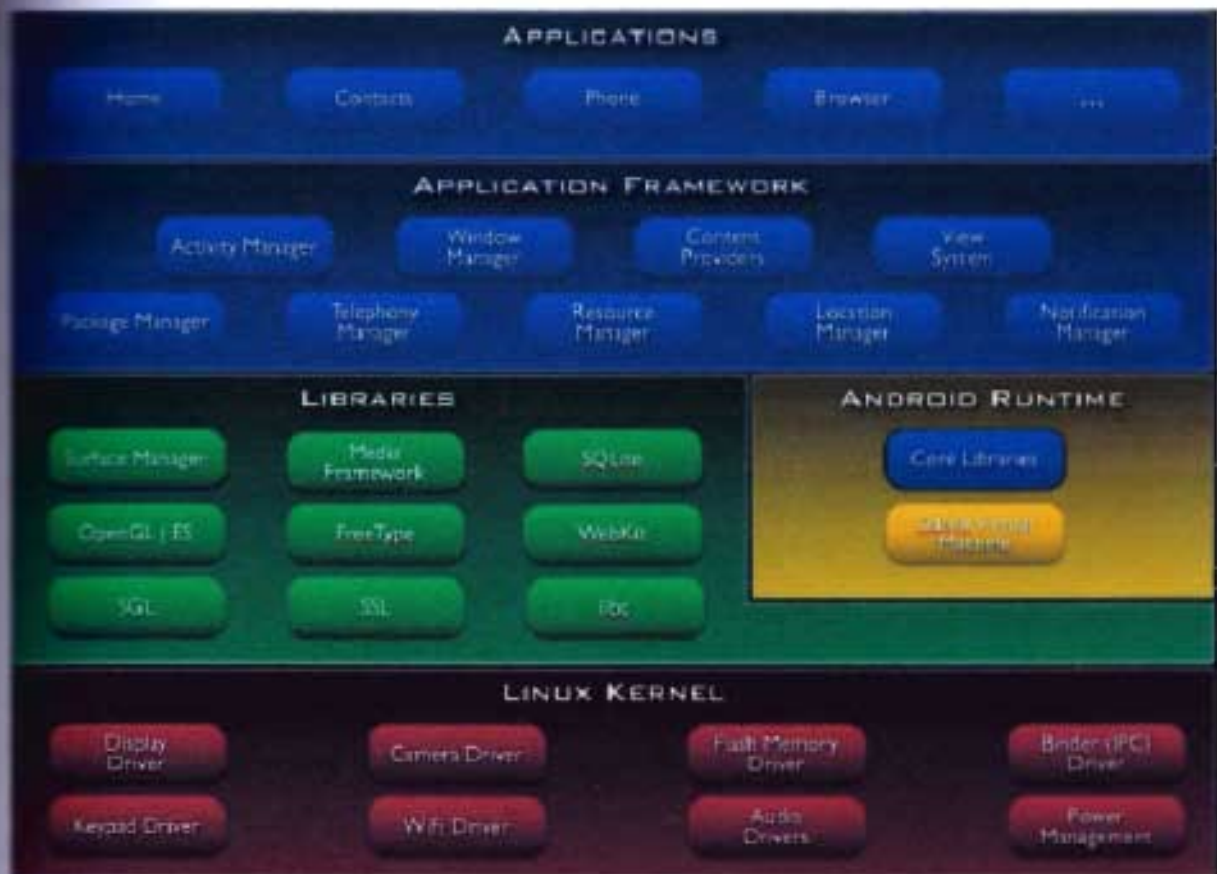 APPLICATIONS
Home
Contacts
Phone
Browser
...
APPLICATION FRAMEWORK
Activity Manager
Window
Manager
Content
Providers
View
System
Package Manager
Telephony
Manager
Resource
Manager
Location
Manager
Notification
Manager
LIBRARIES
Surface Manager
Media
Framework
SQLite
OpenGL | ES
FreeType
WebKit
SGL
SSL
libc
ANDROID RUNTIME
Core Libraries
Dalvik Virtual
Machine
LINUX KERNEL
Display
Driver
Camera Driver
Flash Memory
Driver
Binder (IPC)
Driver
Keypad Driver
WiFi Driver
Audio
Drivers
Power
Management